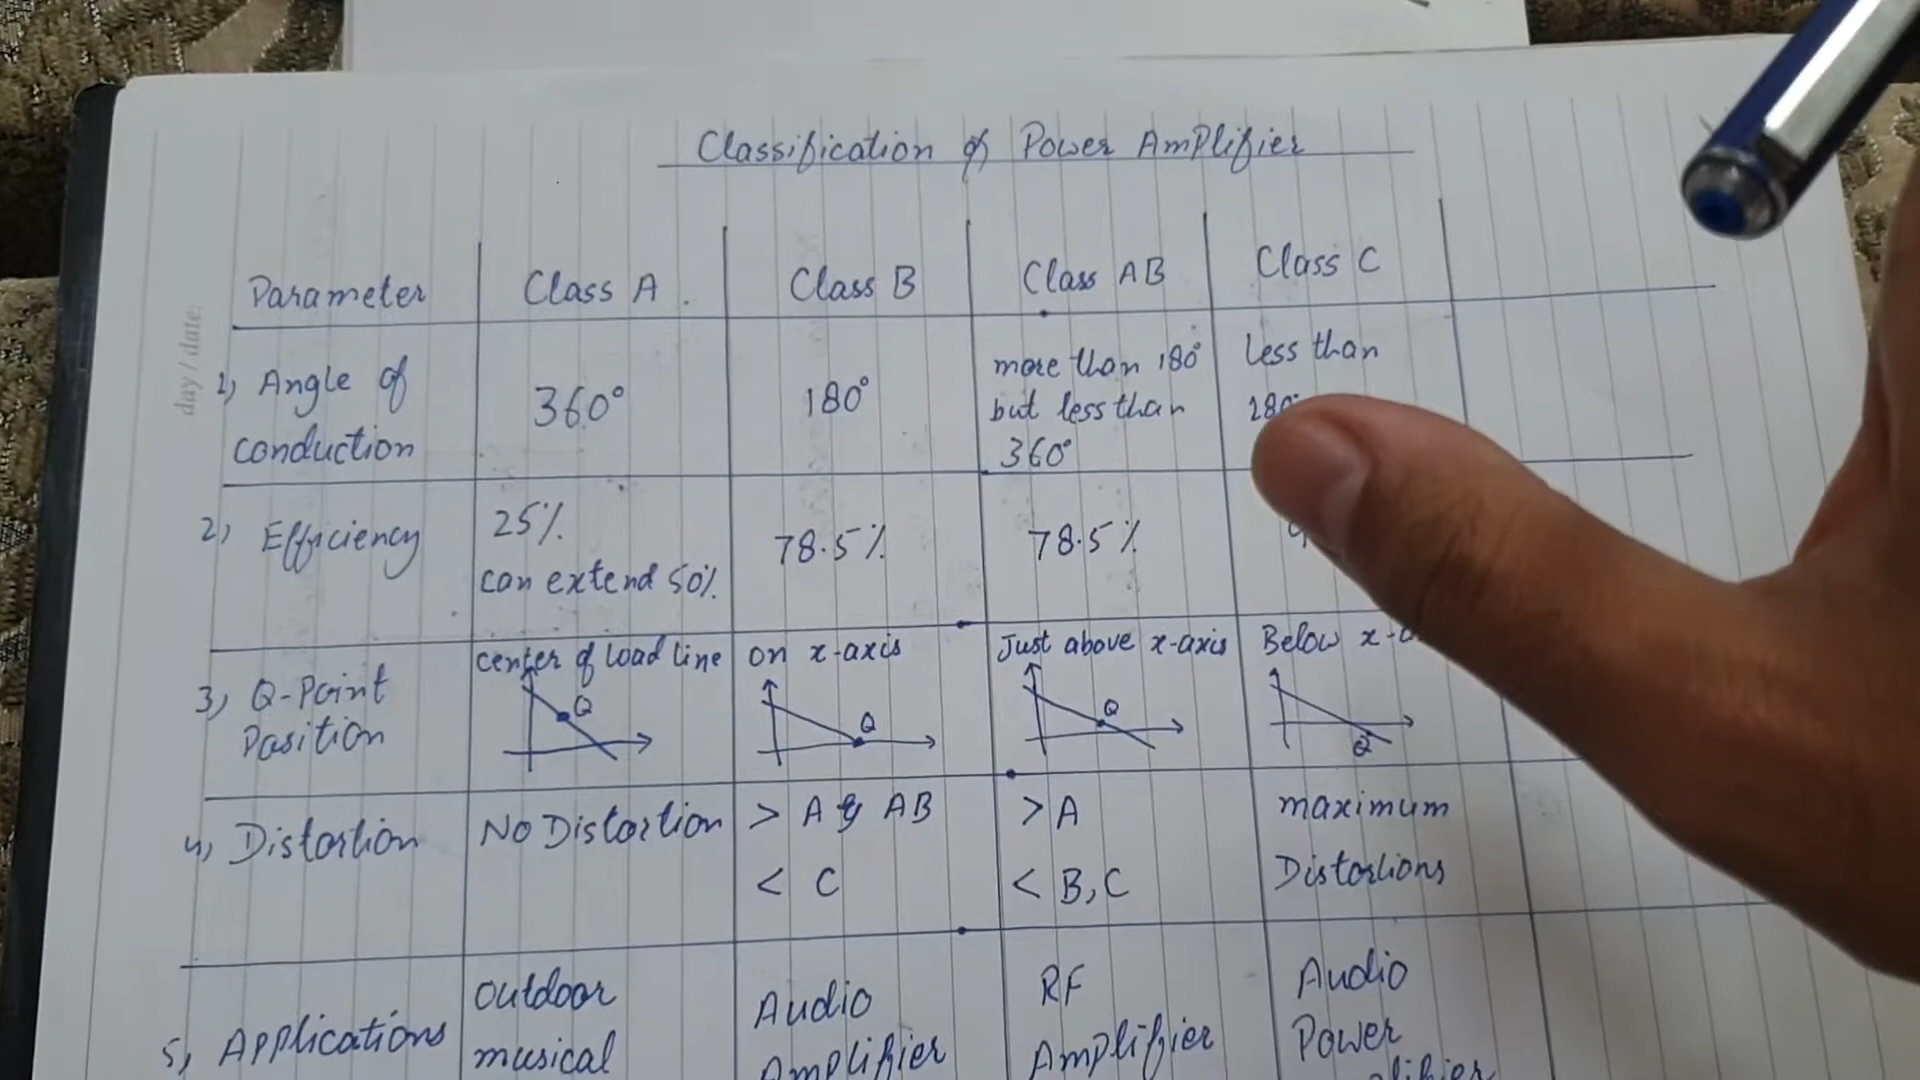 Classification of Power Amplifier
day / date:
Parameter
Class A
Class B
Class AB
Class C
1) Angle of
conduction
360°
180°
more than 180°
but less than
360°
less than
2) Efficiency
25%
can extend 50%
78.5%
78.5%
3) Q-Point
Position
center of load line
Q
on x-axis
Q
Just above x-axis
Q
Below
Q
4) Distortion
No Distortion
> A & AB
< C
> A
< B, C
maximum
Distortions
5) Applications
outdoor
musical
Audio
Amplifier
RF
Amplifier
Audio
Power